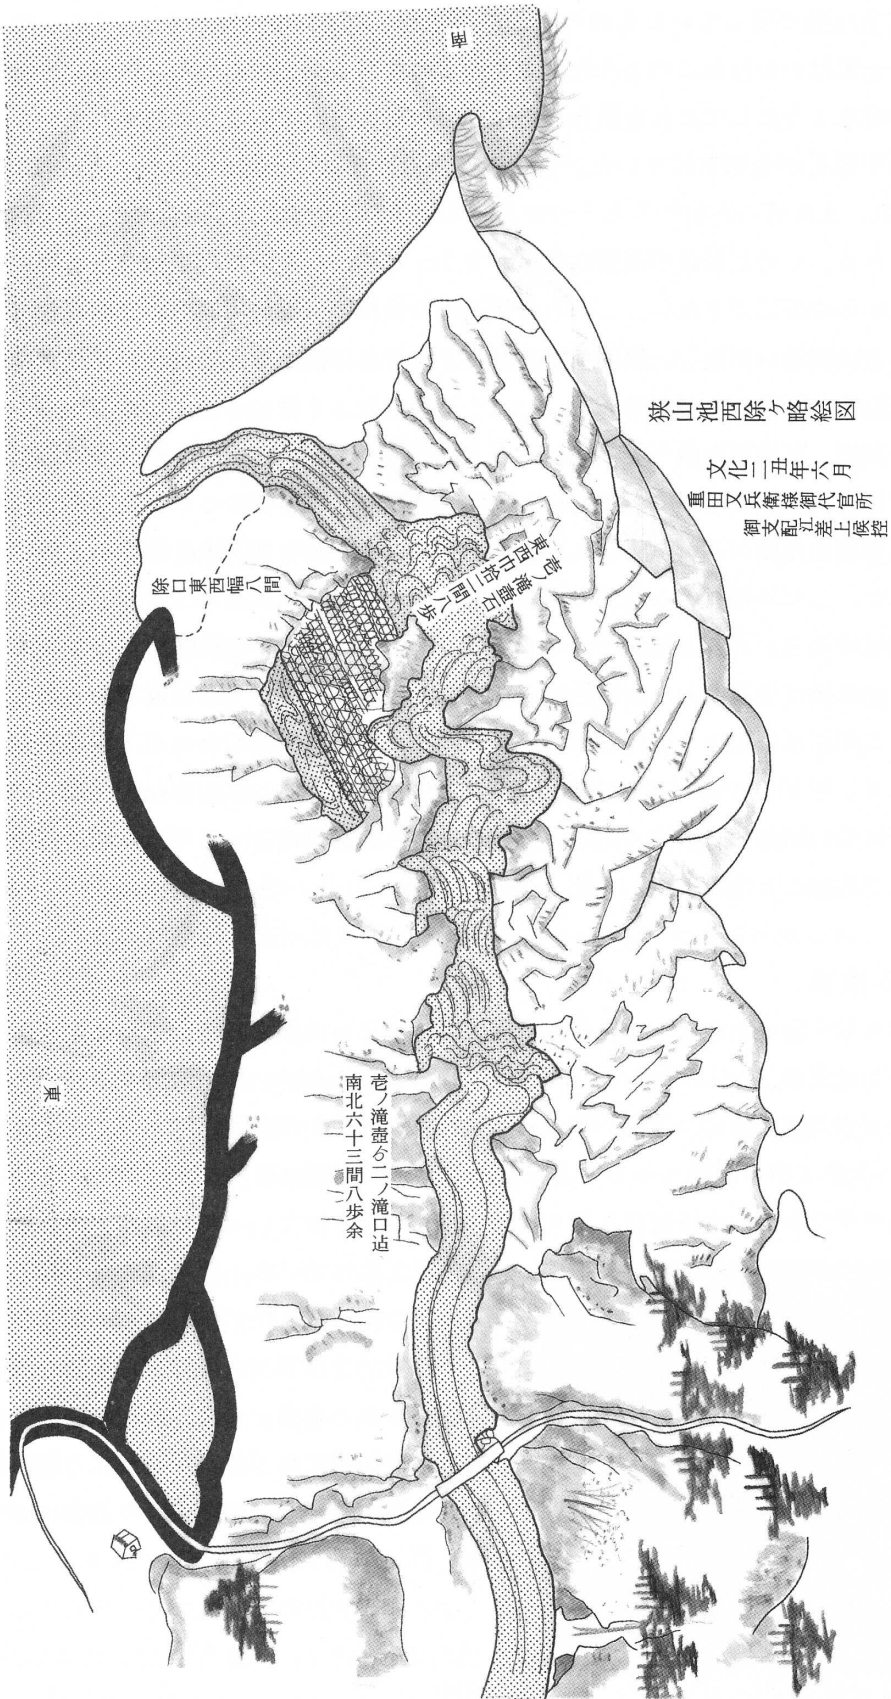 南
狭山池西除ヶ略絵図
文化二丑年六月
重田又兵衛様御代官所
御支配江差上候控
壱ノ滝壺石
東西巾拾二間八歩
除口東西幅八間
壱ノ滝壺ゟ二ノ滝口迠
南北六十三間八歩余
東